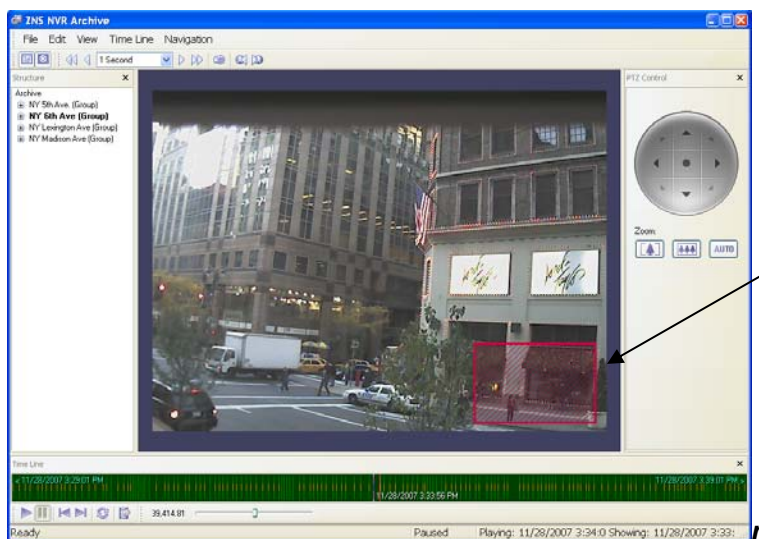 ZNS NVR Archive
File Edit View Time Line Navigation
1 Second
Structure x
Archive
NY 5th Ave. (Group)
NY 6th Ave (Group)
NY Lexington Ave (Group)
NY Madison Ave (Group)
PTZ Control x
Zoom
AUTO
Time Line x
< 11/28/2007 3:29:01 PM
11/28/2007 3:39:01 PM >
11/28/2007 3:33:56 PM
39,414.81
Ready Paused Playing: 11/28/2007 3:34:0 Showing: 11/28/2007 3:33: